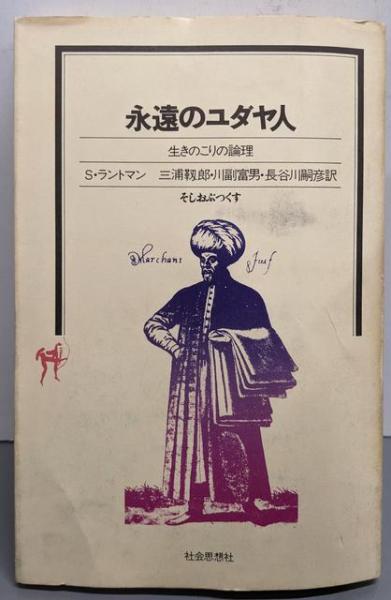 永遠のユダヤ人
生きのこりの論理
S・ラントマン 三浦靱郎・川副富男・長谷川嗣彦訳
そしおぶっくす
Marchant Juif
社会思想社